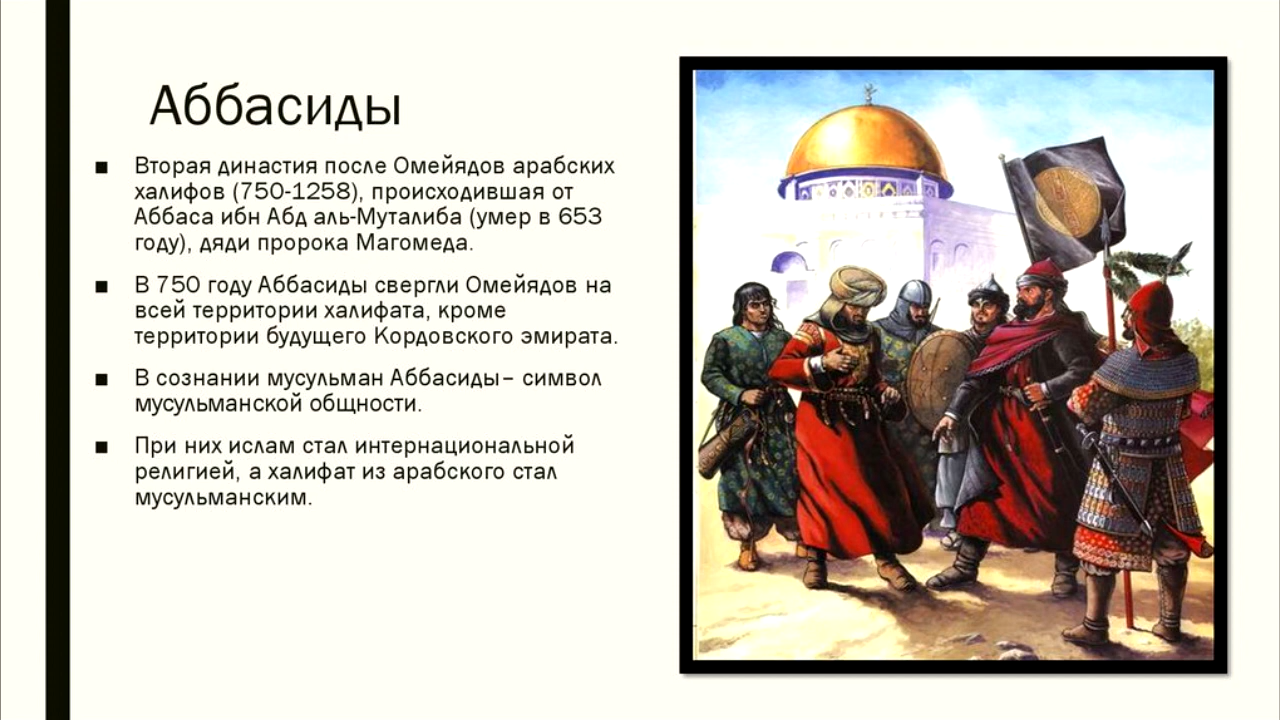 Аббасиды
■ Вторая династия после Омейядов арабских
халифов (750-1258), происходившая от
Аббаса ибн Абд аль-Муталиба (умер в 653
году), дяди пророка Магомеда.
■ В 750 году Аббасиды свергли Омейядов на
всей территории халифата, кроме
территории будущего Кордовского эмирата.
■ В сознании мусульман Аббасиды– символ
мусульманской общности.
■ При них ислам стал интернациональной
религией, а халифат из арабского стал
мусульманским.